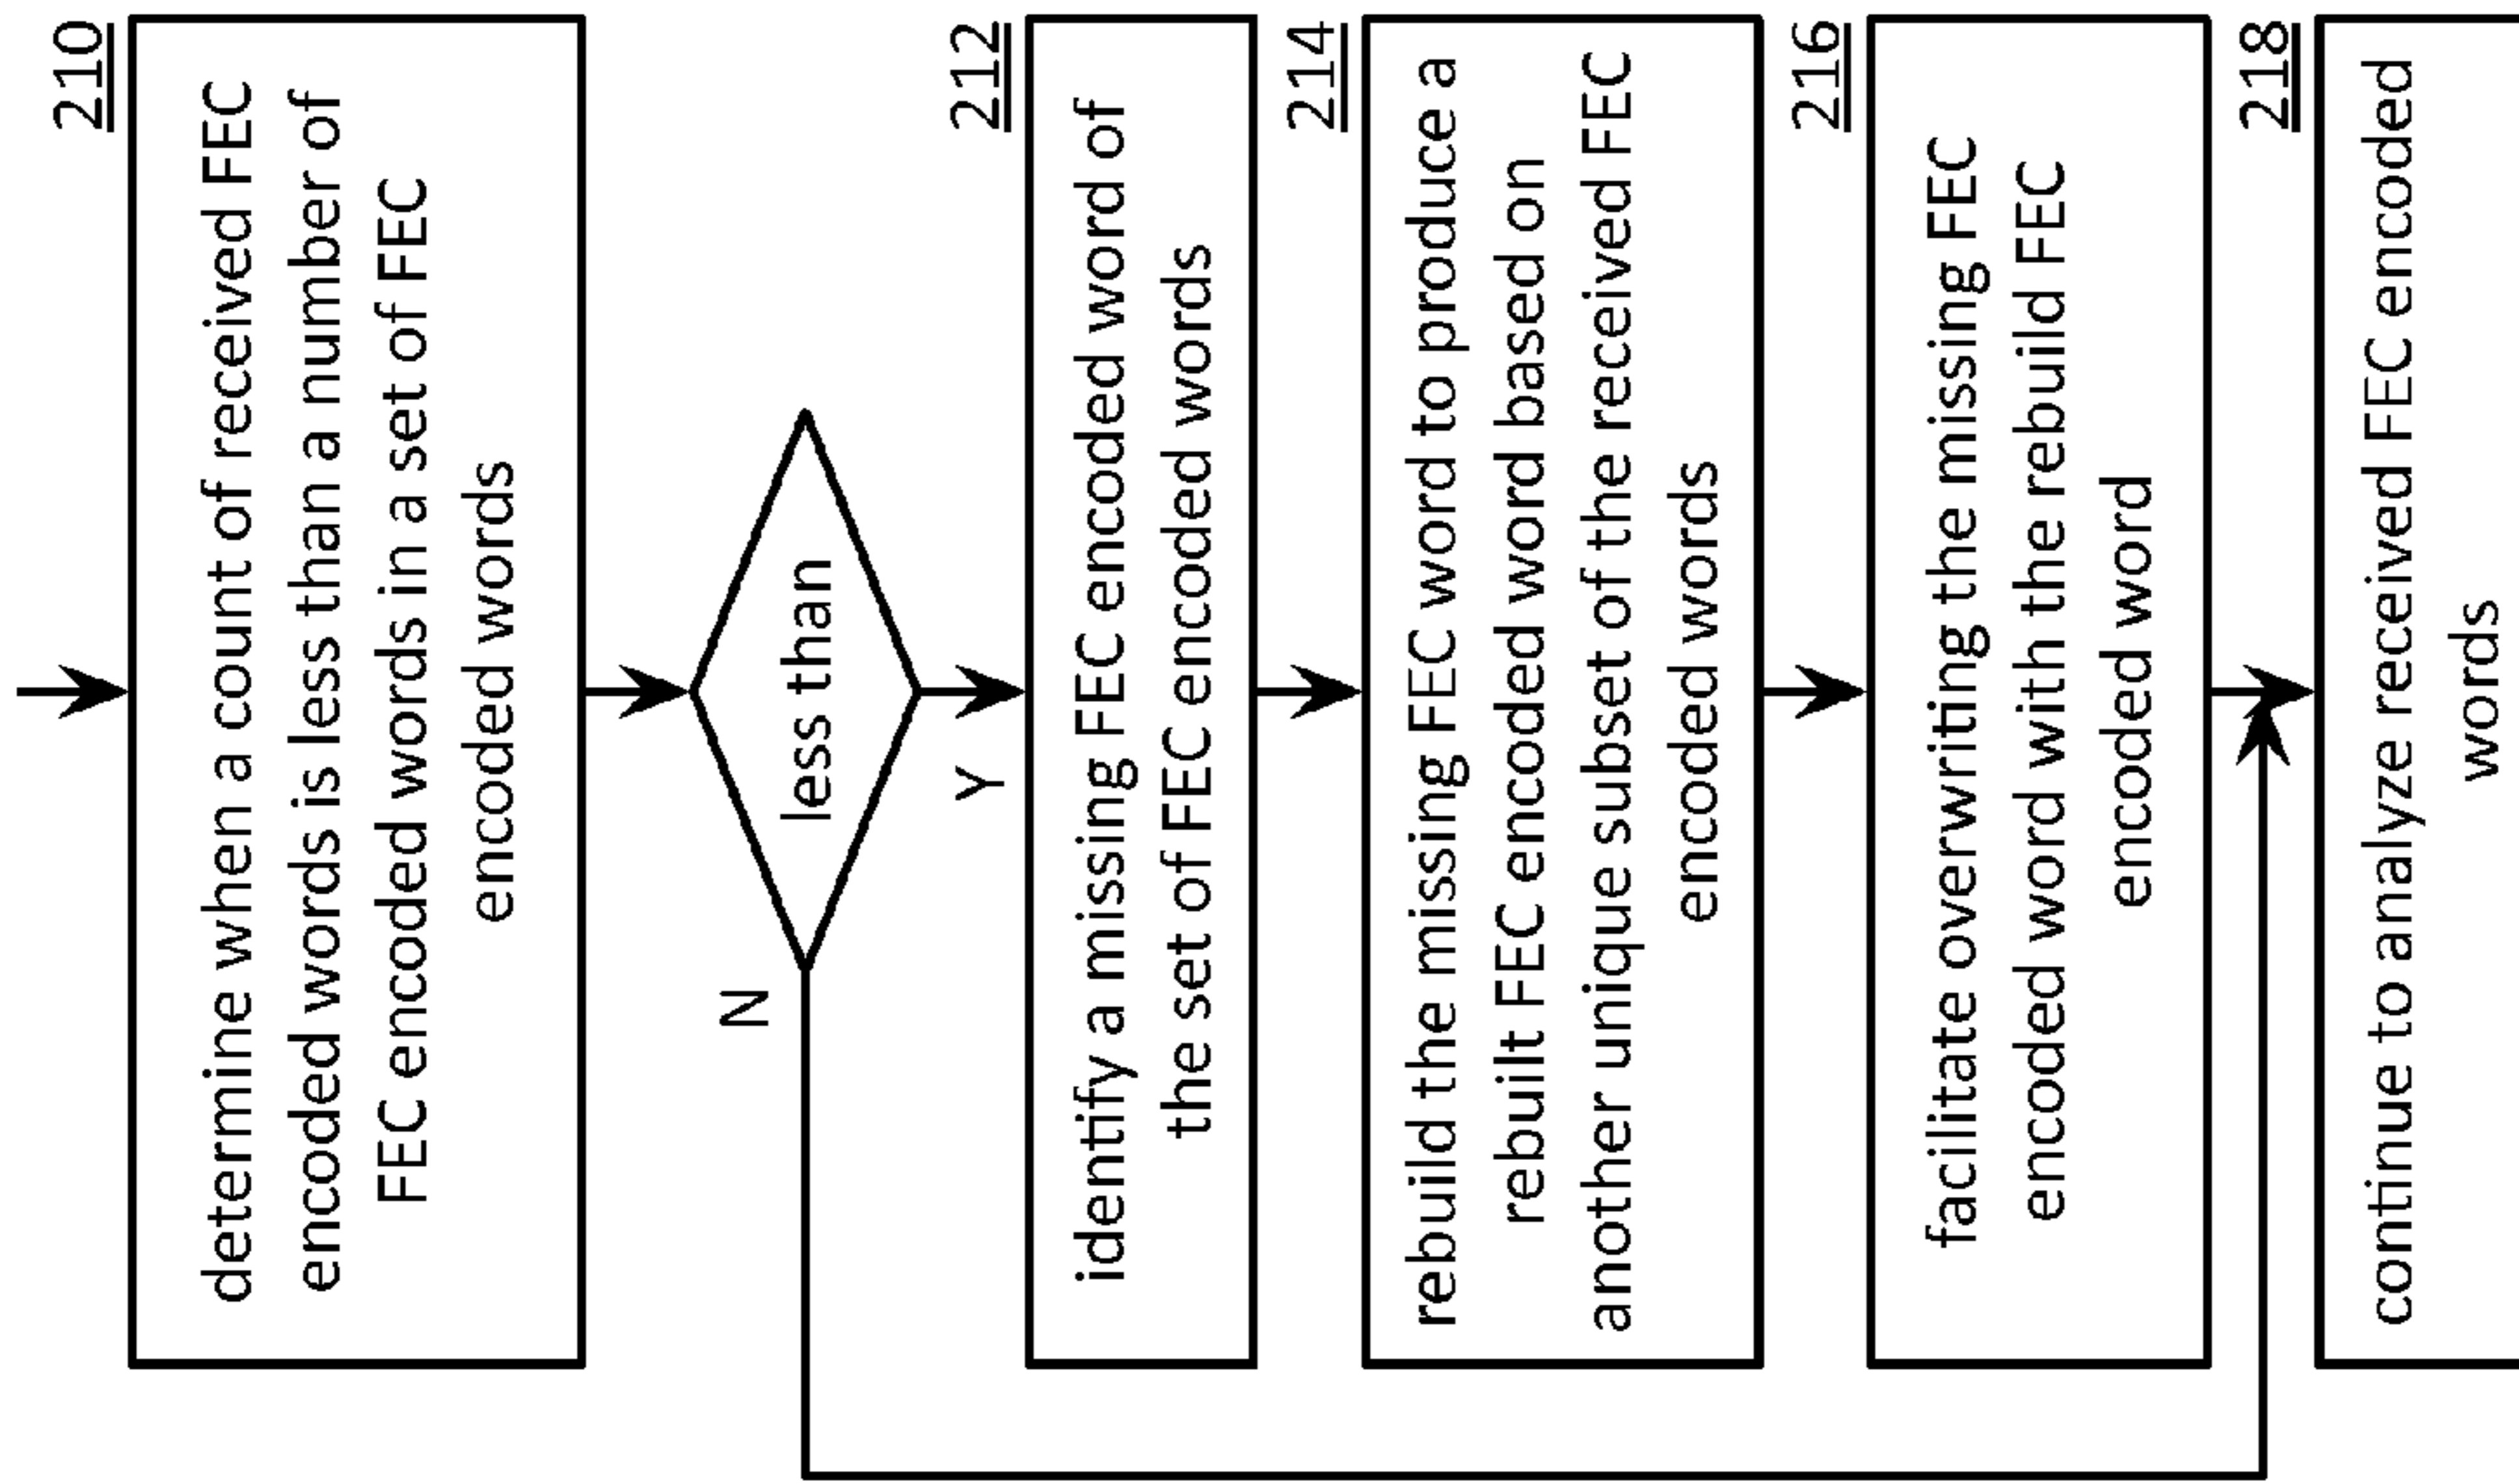 210
determine when a count of received FEC
encoded words is less than a number of
FEC encoded words in a set of FEC
encoded words
less than
N
Y
212
identify a missing FEC encoded word of
the set of FEC encoded words
214
rebuild the missing FEC word to produce a
rebuilt FEC encoded word based on
another unique subset of the received FEC
encoded words
216
facilitate overwriting the missing FEC
encoded word with the rebuild FEC
encoded word
218
continue to analyze received FEC encoded
words